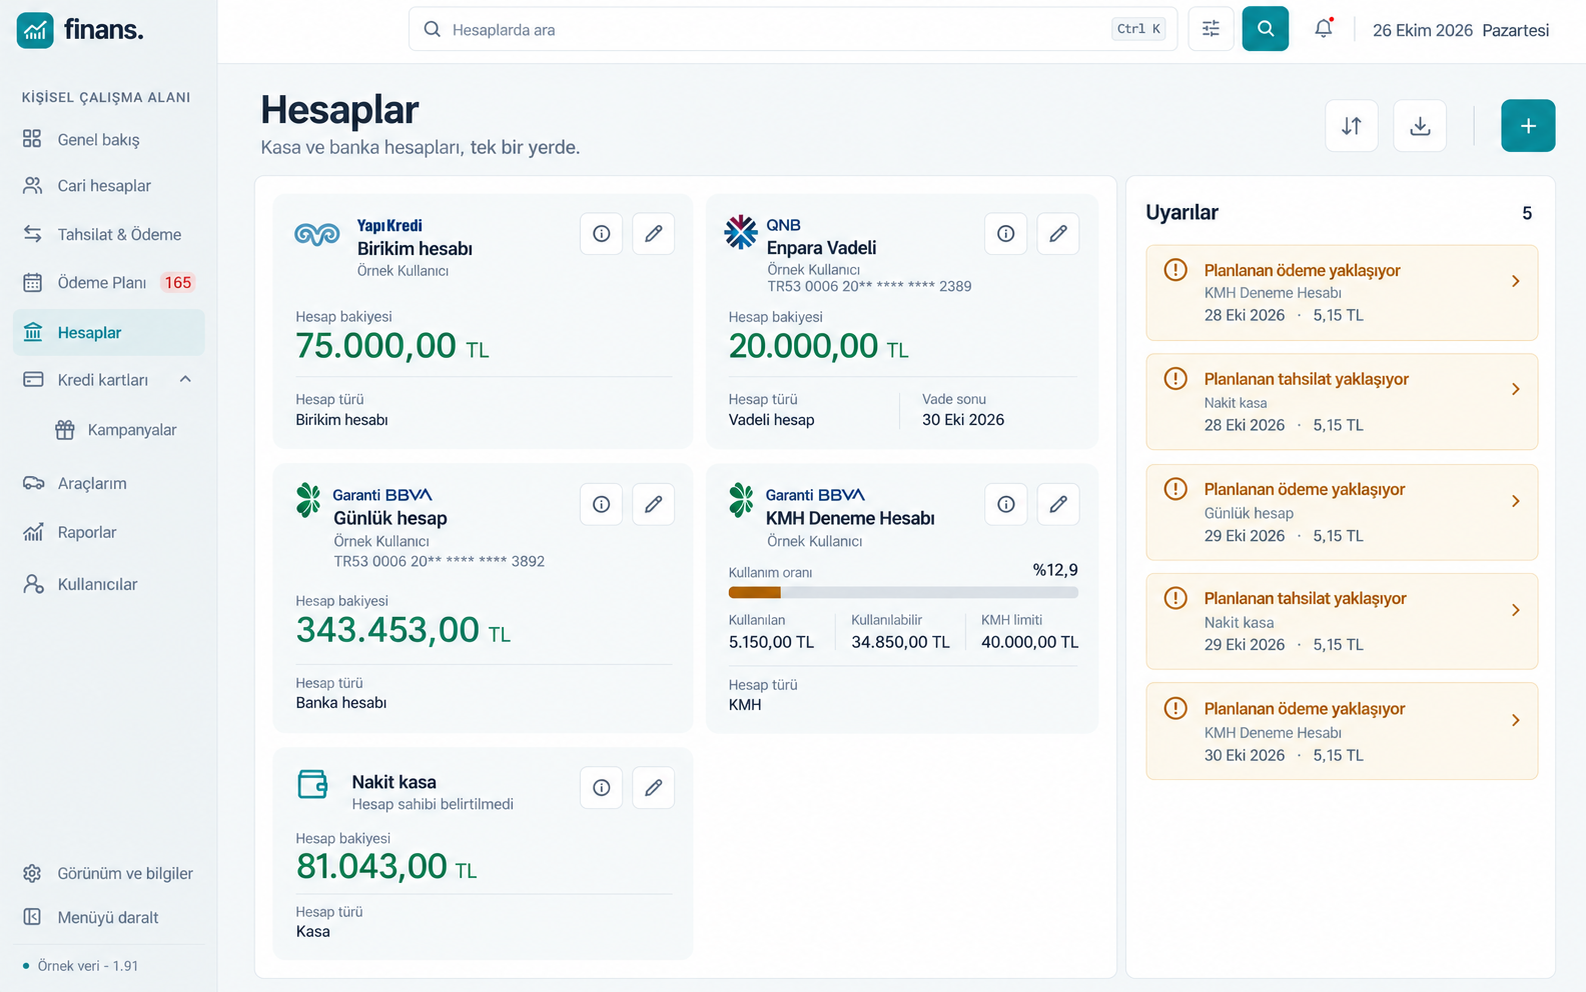 finans.
Hesaplarda ara
Ctrl K
26 Ekim 2026 Pazartesi
KİŞİSEL ÇALIŞMA ALANI
Genel bakış
Cari hesaplar
Tahsilat & Ödeme
Ödeme Planı 165
Hesaplar
Kredi kartları
Kampanyalar
Araçlarım
Raporlar
Kullanıcılar
Görünüm ve bilgiler
Menüyü daralt
Örnek veri - 1.91
Hesaplar
Kasa ve banka hesapları, tek bir yerde.
YapıKredi
Birikim hesabı
Örnek Kullanıcı
Hesap bakiyesi
75.000,00 TL
Hesap türü
Birikim hesabı
QNB
Enpara Vadeli
Örnek Kullanıcı
TR53 0006 20** **** **** 2389
Hesap bakiyesi
20.000,00 TL
Hesap türü
Vadeli hesap
Vade sonu
30 Eki 2026
Garanti BBVA
Günlük hesap
Örnek Kullanıcı
TR53 0006 20** **** **** 3892
Hesap bakiyesi
343.453,00 TL
Hesap türü
Banka hesabı
Garanti BBVA
KMH Deneme Hesabı
Örnek Kullanıcı
Kullanım oranı
%12,9
Kullanılan
5.150,00 TL
Kullanılabilir
34.850,00 TL
KMH limiti
40.000,00 TL
Hesap türü
KMH
Nakit kasa
Hesap sahibi belirtilmedi
Hesap bakiyesi
81.043,00 TL
Hesap türü
Kasa
Uyarılar
5
Planlanan ödeme yaklaşıyor
KMH Deneme Hesabı
28 Eki 2026 · 5,15 TL
Planlanan tahsilat yaklaşıyor
Nakit kasa
28 Eki 2026 · 5,15 TL
Planlanan ödeme yaklaşıyor
Günlük hesap
29 Eki 2026 · 5,15 TL
Planlanan tahsilat yaklaşıyor
Nakit kasa
29 Eki 2026 · 5,15 TL
Planlanan ödeme yaklaşıyor
KMH Deneme Hesabı
30 Eki 2026 · 5,15 TL